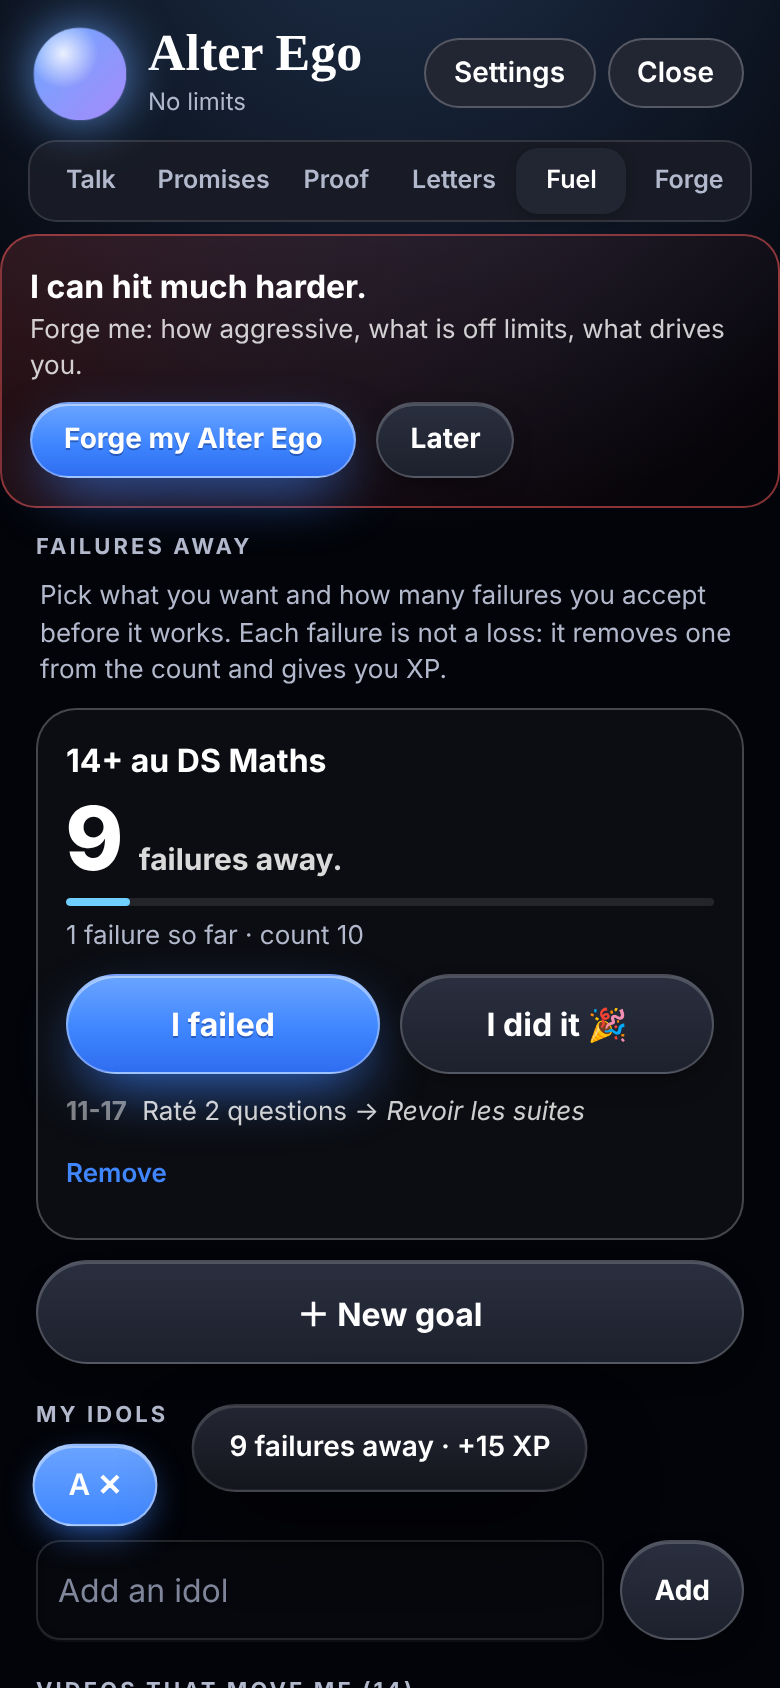 Alter Ego
No limits
Settings
Close
Talk
Promises
Proof
Letters
Fuel
Forge
I can hit much harder.
Forge me: how aggressive, what is off limits, what drives
you.
Forge my Alter Ego
Later
FAILURES AWAY
Pick what you want and how many failures you accept
before it works. Each failure is not a loss: it removes one
from the count and gives you XP.
14+ au DS Maths
9 failures away.
1 failure so far · count 10
I failed
I did it 🎉
11-17 Raté 2 questions → Revoir les suites
Remove
+ New goal
MY IDOLS
9 failures away · +15 XP
A ✕
Add an idol
Add
VIDEOS THAT MOVE ME (14)